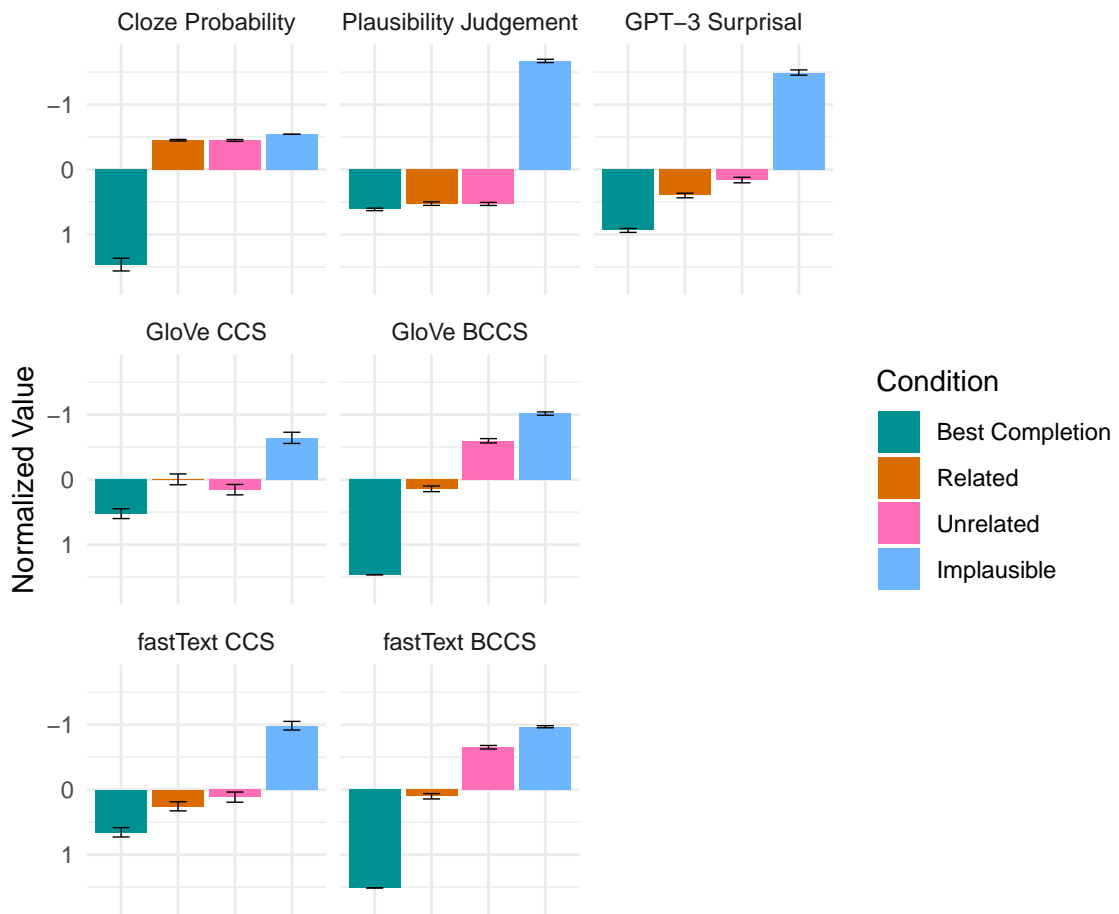 Cloze Probability
Plausibility Judgement
GPT−3 Surprisal
−1
0
1
GloVe CCS
GloVe BCCS
−1
0
1
fastText CCS
fastText BCCS
−1
0
1
Normalized Value
Condition
Best Completion
Related
Unrelated
Implausible